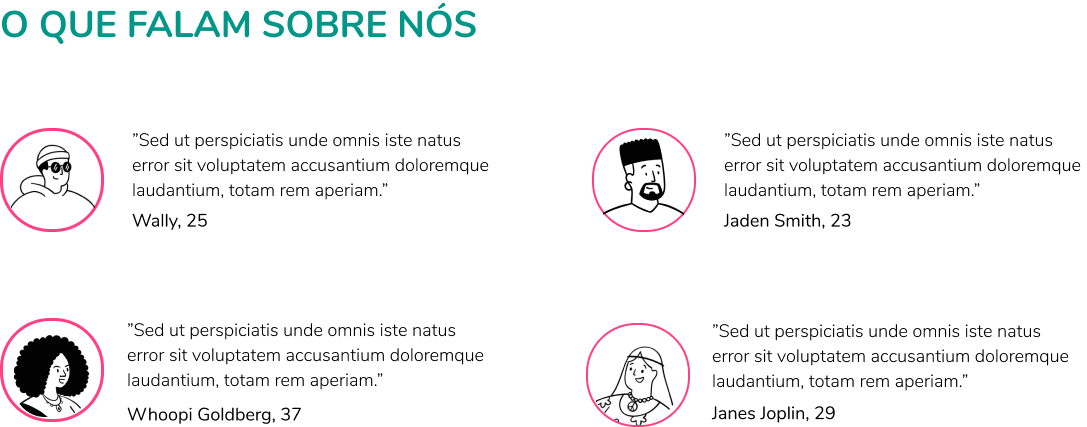 O QUE FALAM SOBRE NÓS
”Sed ut perspiciatis unde omnis iste natus
error sit voluptatem accusantium doloremque
laudantium, totam rem aperiam.”
Wally, 25
”Sed ut perspiciatis unde omnis iste natus
error sit voluptatem accusantium doloremque
laudantium, totam rem aperiam.”
Jaden Smith, 23
”Sed ut perspiciatis unde omnis iste natus
error sit voluptatem accusantium doloremque
laudantium, totam rem aperiam.”
Whoopi Goldberg, 37
”Sed ut perspiciatis unde omnis iste natus
error sit voluptatem accusantium doloremque
laudantium, totam rem aperiam.”
Janes Joplin, 29